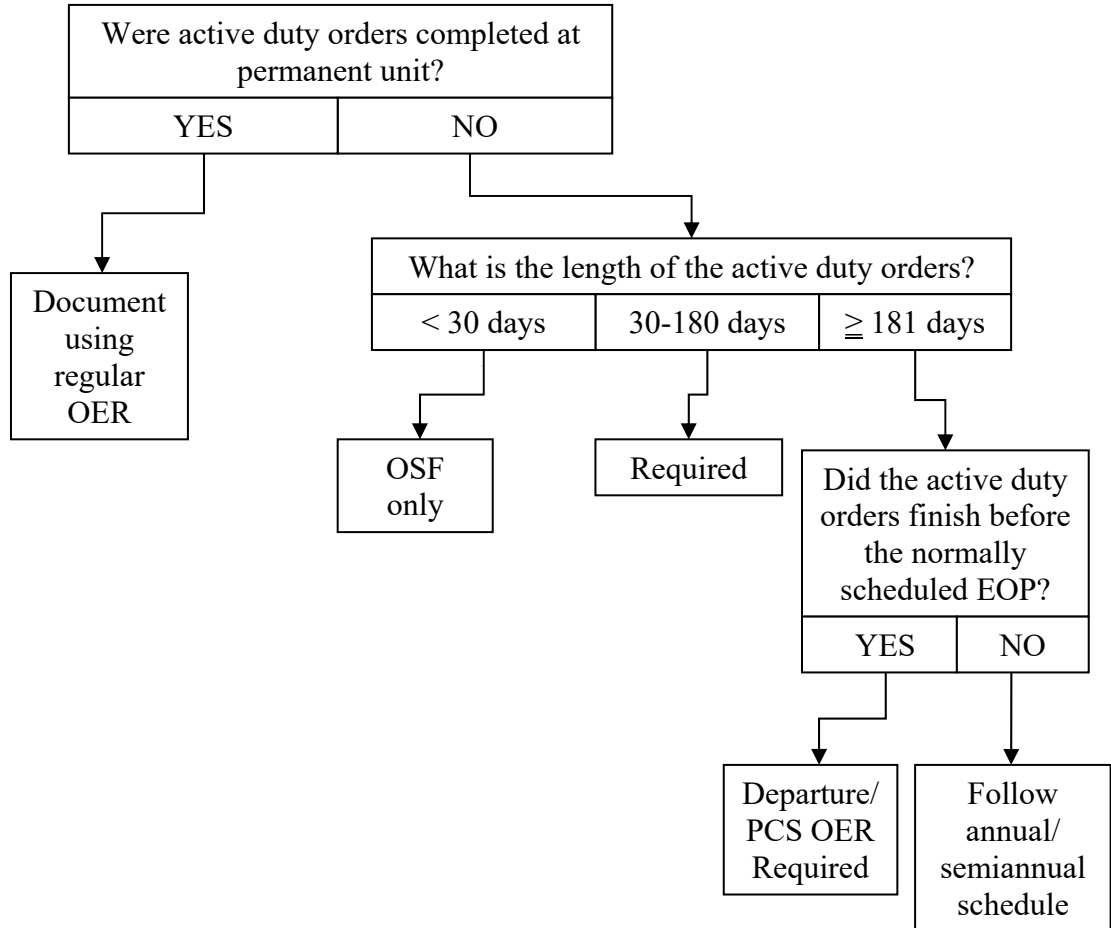 Were active duty orders completed at
permanent unit?
YES
NO
What is the length of the active duty orders?
< 30 days
30-180 days
≧ 181 days
Document
using
regular
OER
OSF
only
Required
Did the active duty
orders finish before
the normally
scheduled EOP?
YES
NO
Departure/
PCS OER
Required
Follow
annual/
semiannual
schedule